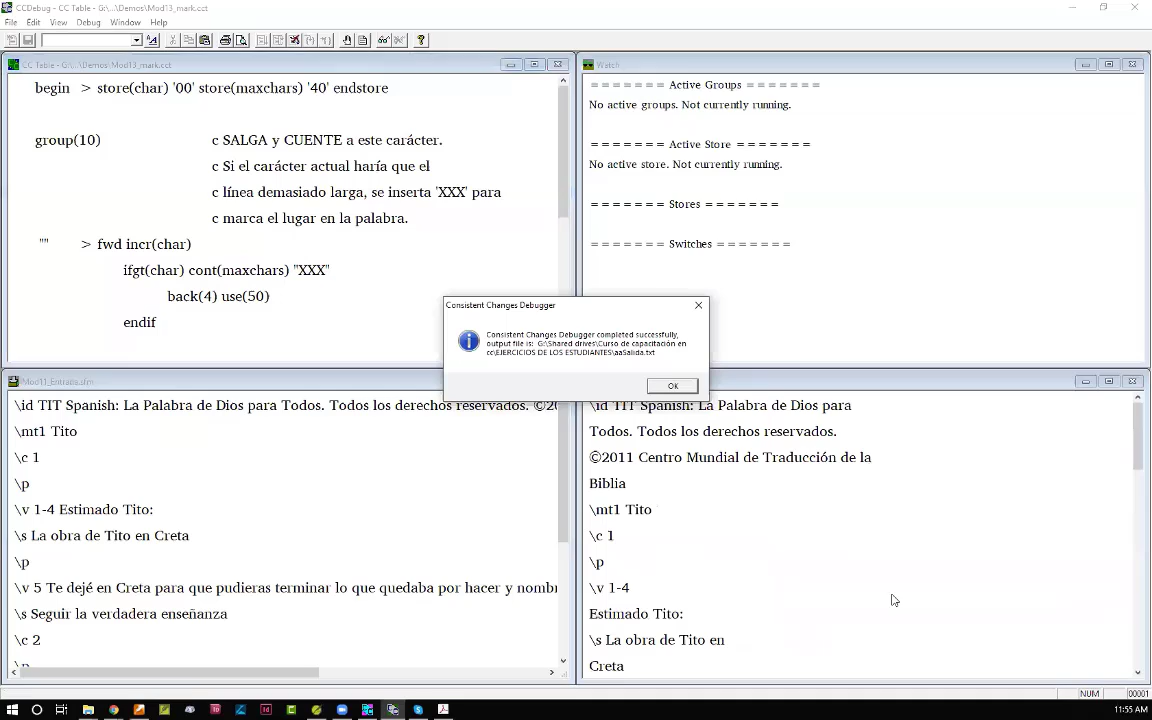 CCDebug - CC Table - G:\...\Demos\Mod13_mark.cct
File Edit View Debug Window Help
CC Table - G:\...\Demos\Mod13_mark.cct
begin > store(char) '00' store(maxchars) '40' endstore
group(10) c SALGA y CUENTE a este carácter.
c Si el carácter actual haría que el
c línea demasiado larga, se inserta 'XXX' para
c marca el lugar en la palabra.
"" > fwd incr(char)
ifgt(char) cont(maxchars) "XXX"
back(4) use(50)
endif
Watch
======= Active Groups =======
No active groups. Not currently running.
======= Active Store =======
No active store. Not currently running.
======= Stores =======
======= Switches =======
Consistent Changes Debugger
Consistent Changes Debugger completed successfully,
output file is: G:\Shared drives\Curso de capacitación en
cc\EJERCICIOS DE LOS ESTUDIANTES\aaSalida.txt
OK
Mod11_Entrada.sfm
\id TIT Spanish: La Palabra de Dios para Todos. Todos los derechos reservados. ©20
\mt1 Tito
\c 1
\p
\v 1-4 Estimado Tito:
\s La obra de Tito en Creta
\p
\v 5 Te dejé en Creta para que pudieras terminar lo que quedaba por hacer y nombr
\s Seguir la verdadera enseñanza
\c 2
\p
\id TIT Spanish: La Palabra de Dios para
Todos. Todos los derechos reservados.
©2011 Centro Mundial de Traducción de la
Biblia
\mt1 Tito
\c 1
\p
\v 1-4
Estimado Tito:
\s La obra de Tito en
Creta
NUM 00001
11:55 AM